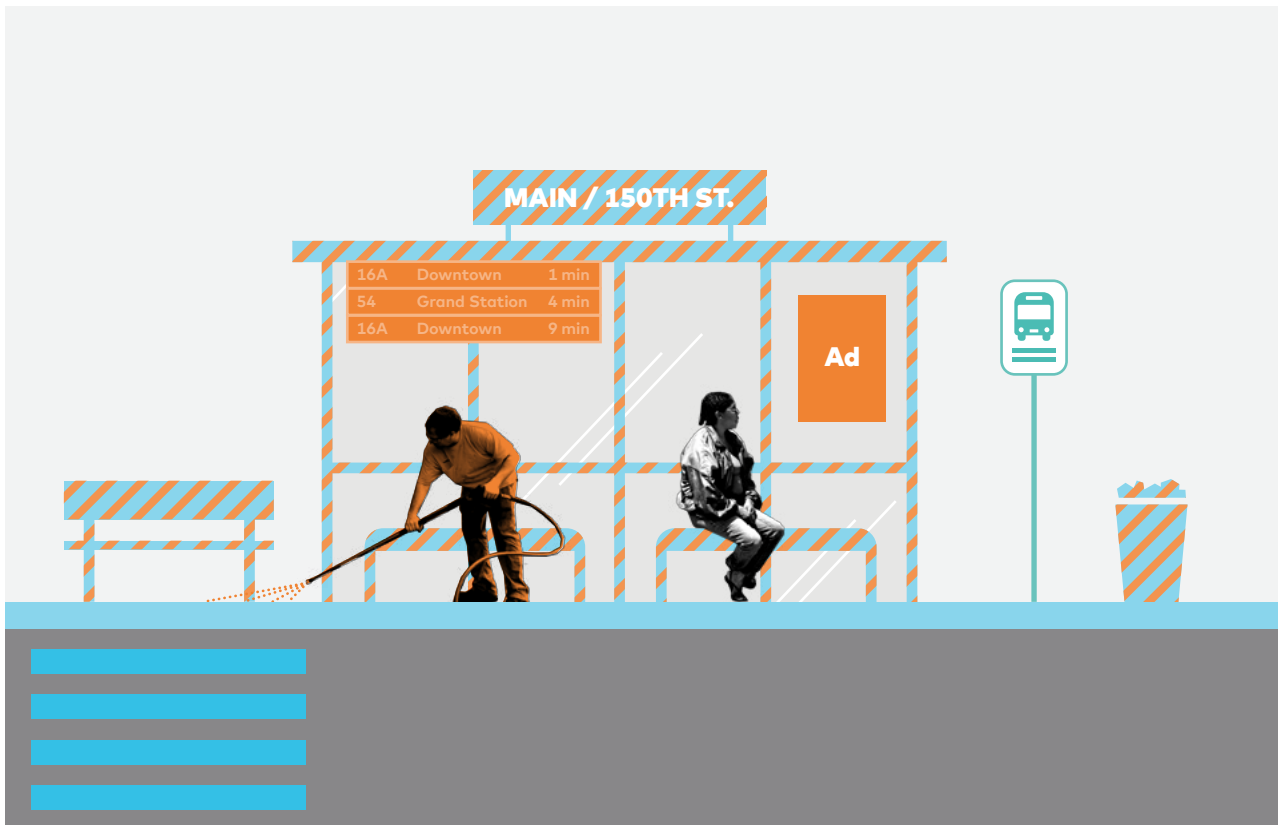 MAIN / 150TH ST.
16A Downtown 1 min
54 Grand Station 4 min
16A Downtown 9 min
Ad